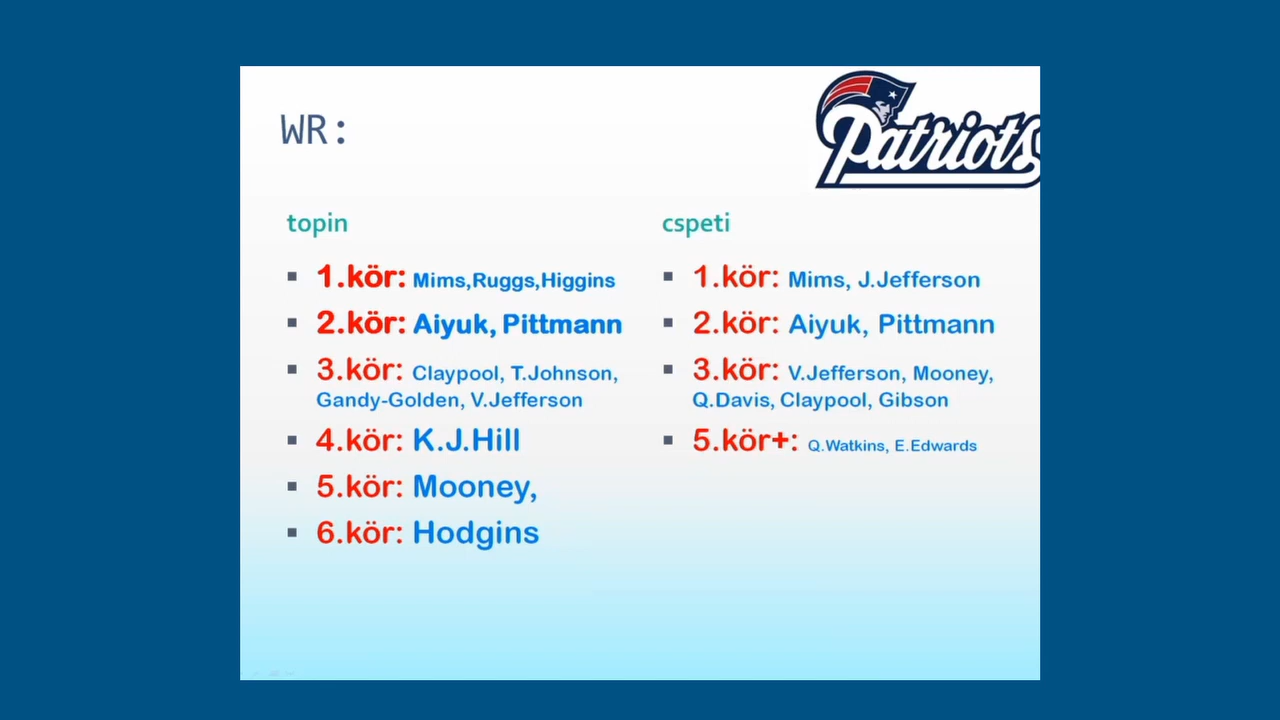 WR:
Patriots
topin
1.kör: Mims,Ruggs,Higgins
2.kör: Aiyuk, Pittmann
3.kör: Claypool, T.Johnson,
Gandy-Golden, V.Jefferson
4.kör: K.J.Hill
5.kör: Mooney,
6.kör: Hodgins
cspeti
1.kör: Mims, J.Jefferson
2.kör: Aiyuk, Pittmann
3.kör: V.Jefferson, Mooney,
Q.Davis, Claypool, Gibson
5.kör+: Q.Watkins, E.Edwards